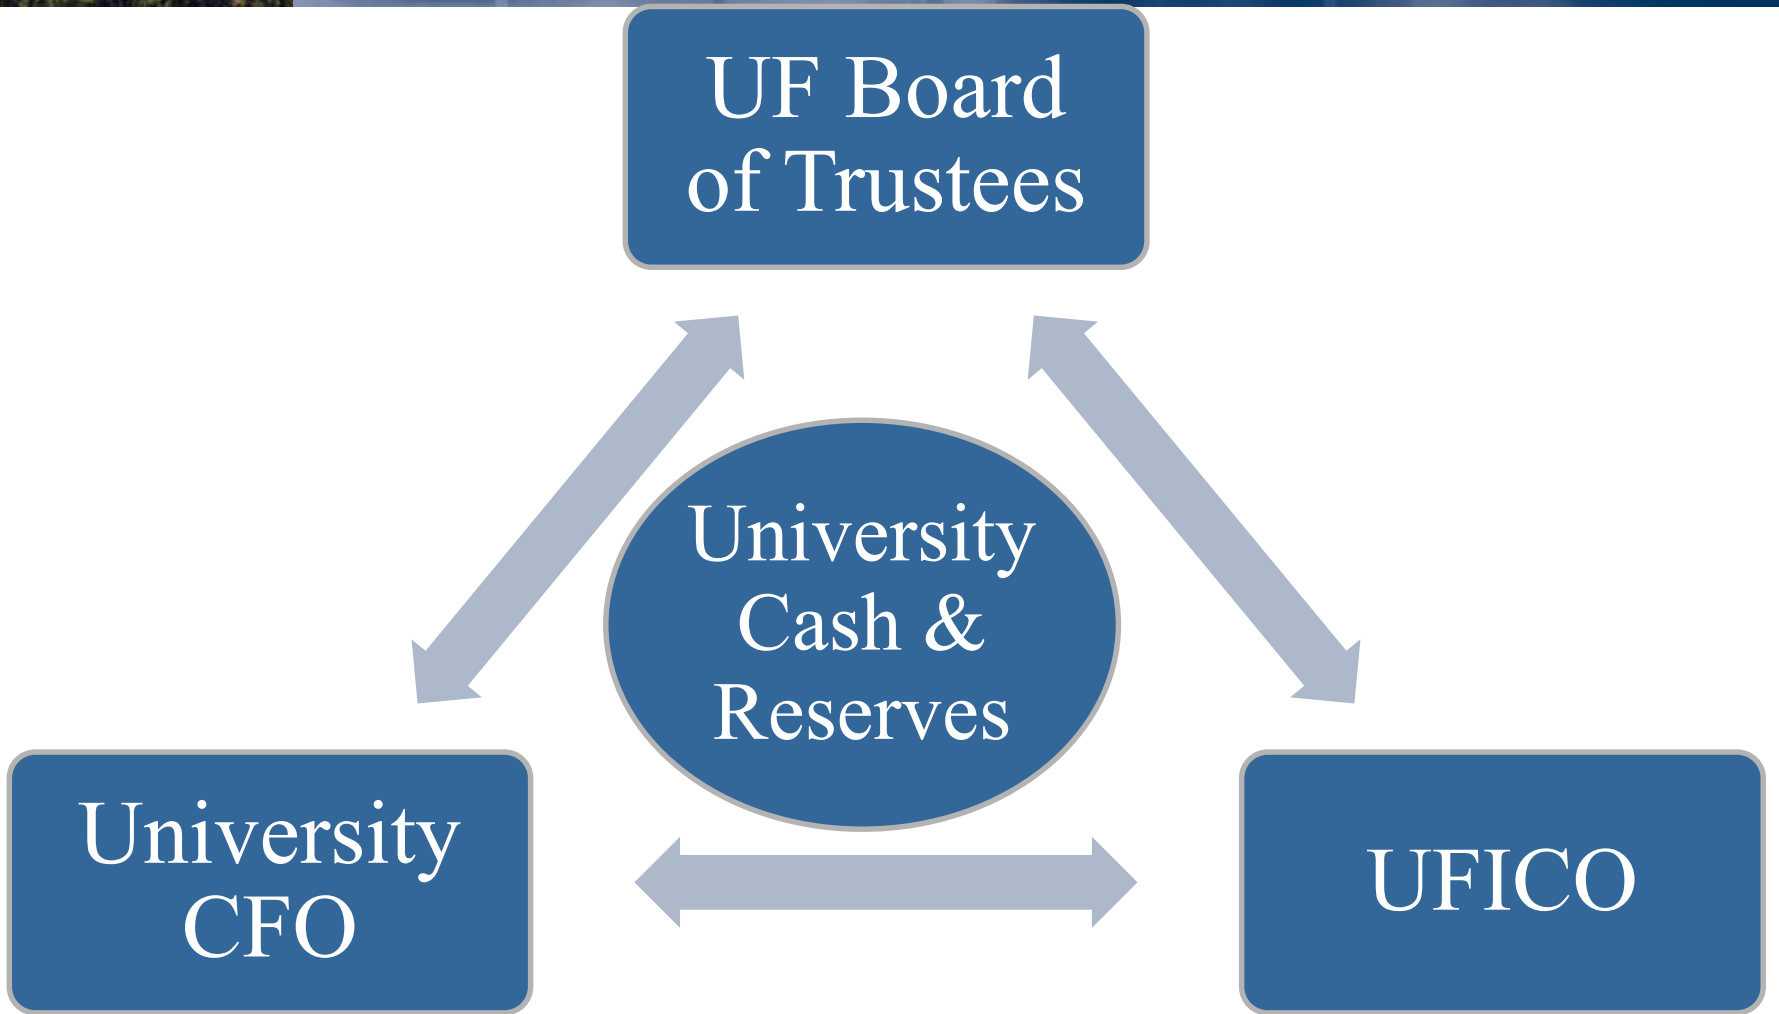 UF Board
of Trustees
University
Cash &
Reserves
University
CFO
UFICO